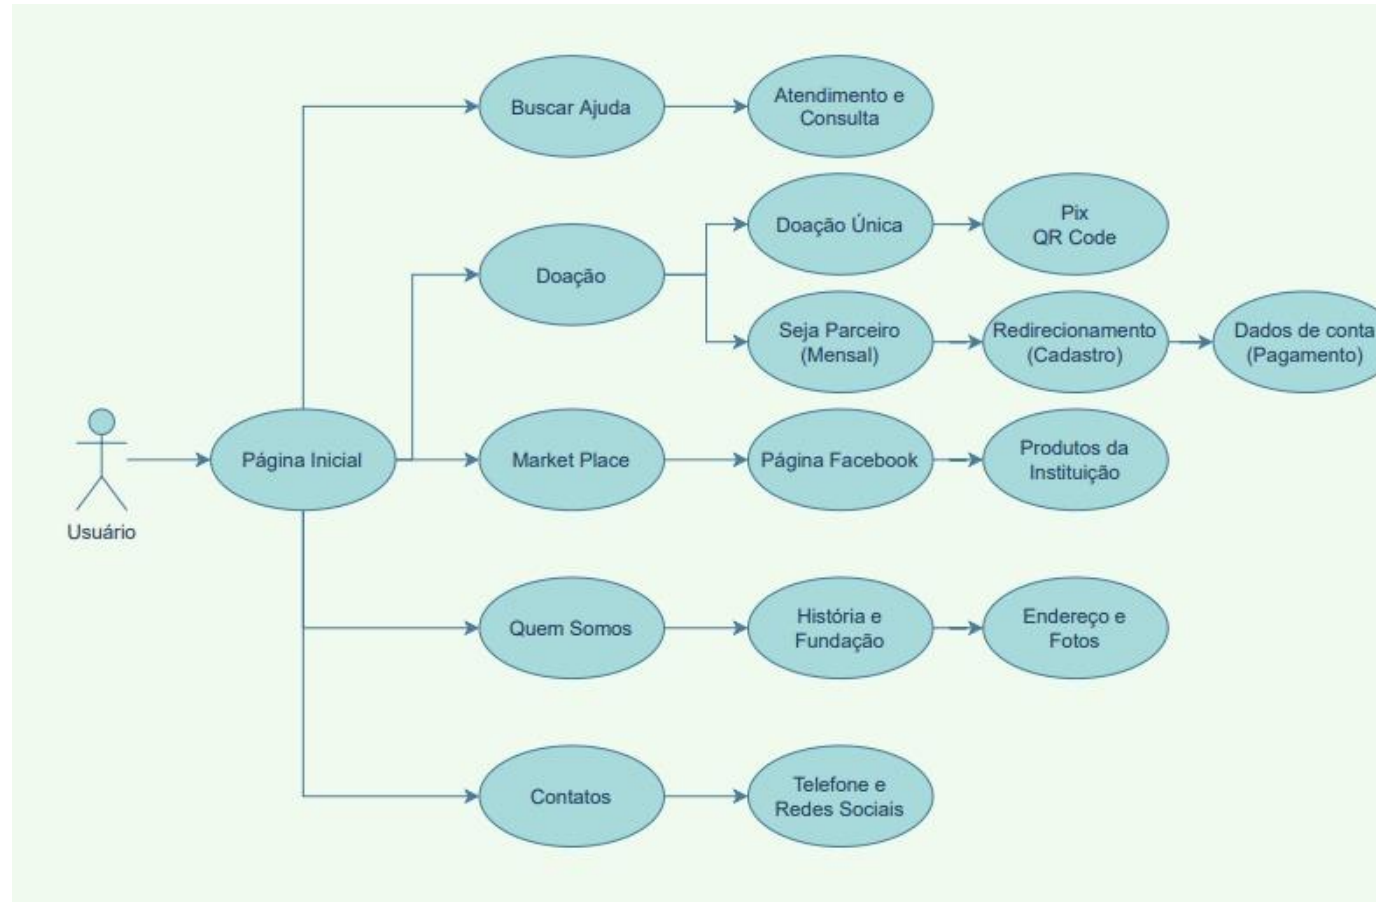 Buscar Ajuda
Atendimento e
Consulta
Doação
Doação Única
Pix
QR Code
Seja Parceiro
(Mensal)
Redirecionamento
(Cadastro)
Dados de conta
(Pagamento)
Usuário
Página Inicial
Market Place
Página Facebook
Produtos da
Instituição
Quem Somos
História e
Fundação
Endereço e
Fotos
Contatos
Telefone e
Redes Sociais